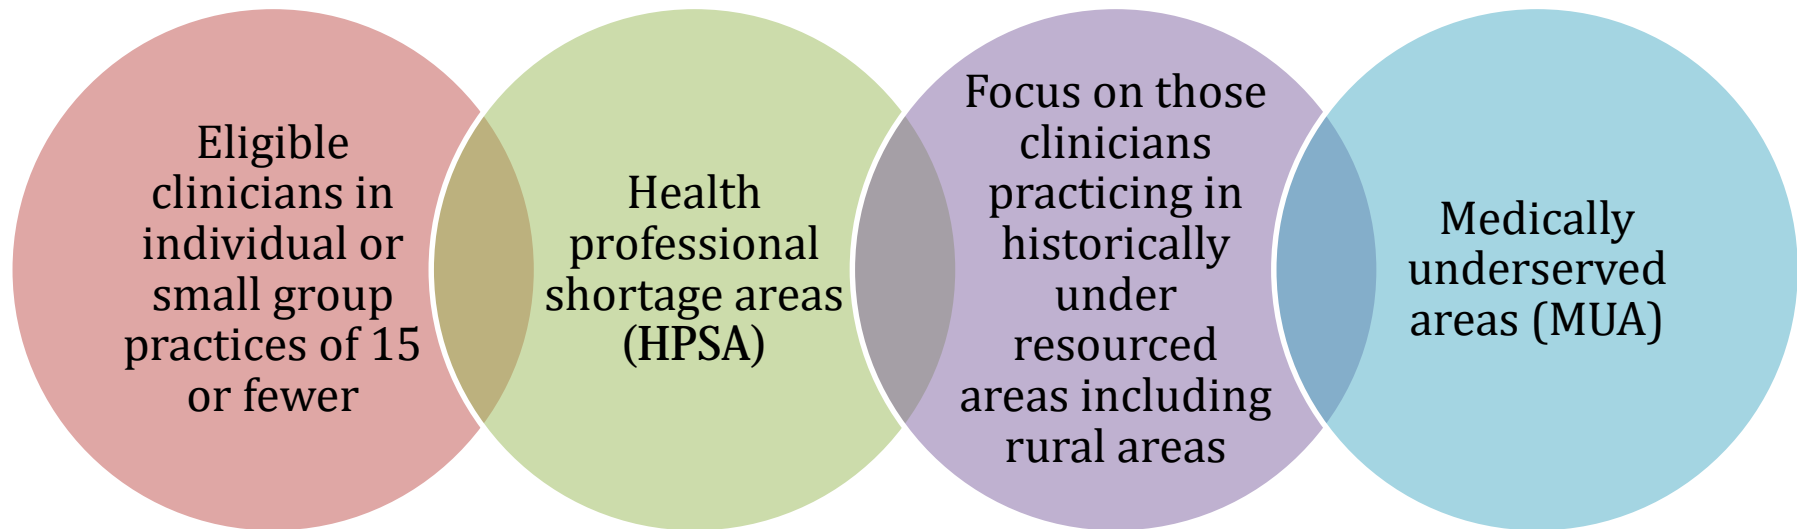 Eligible
clinicians in
individual or
small group
practices of 15
or fewer
Health
professional
shortage areas
(HPSA)
Focus on those
clinicians
practicing in
historically
under
resourced
areas including
rural areas
Medically
underserved
areas (MUA)